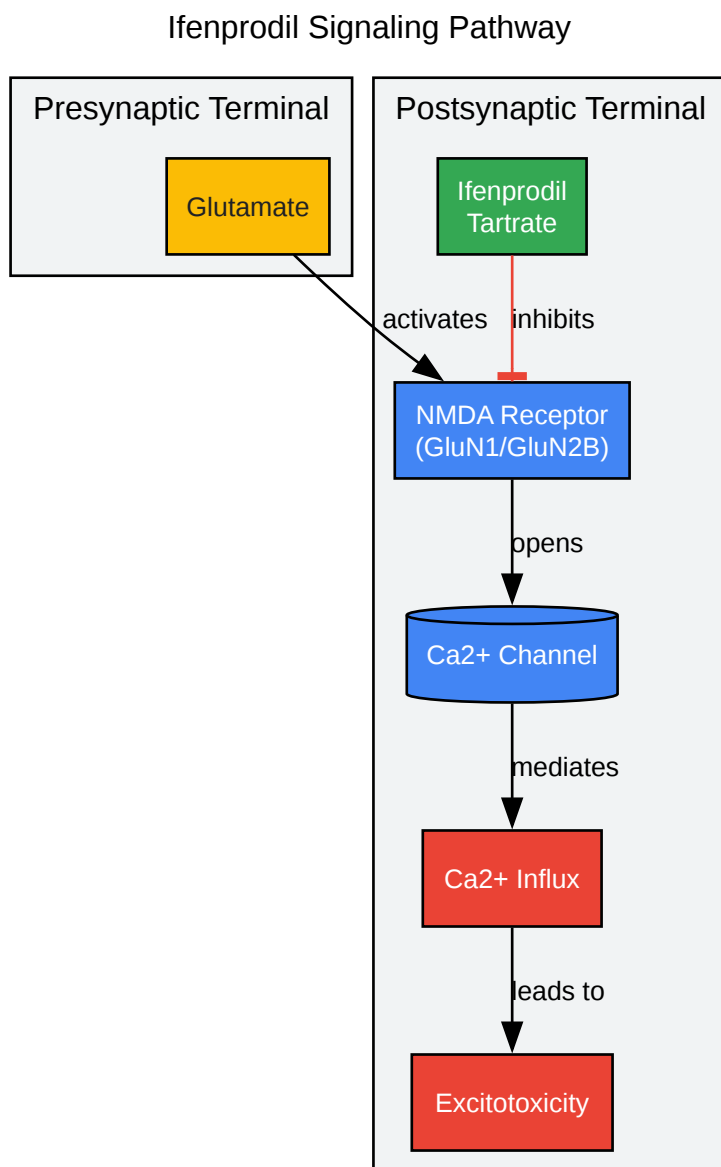 Ifenprodil Signaling Pathway
Presynaptic Terminal
Postsynaptic Terminal
Glutamate
Ifenprodil
Tartrate
activates
inhibits
NMDA Receptor
(GluN1/GluN2B)
opens
Ca2+ Channel
mediates
Ca2+ Influx
leads to
Excitotoxicity